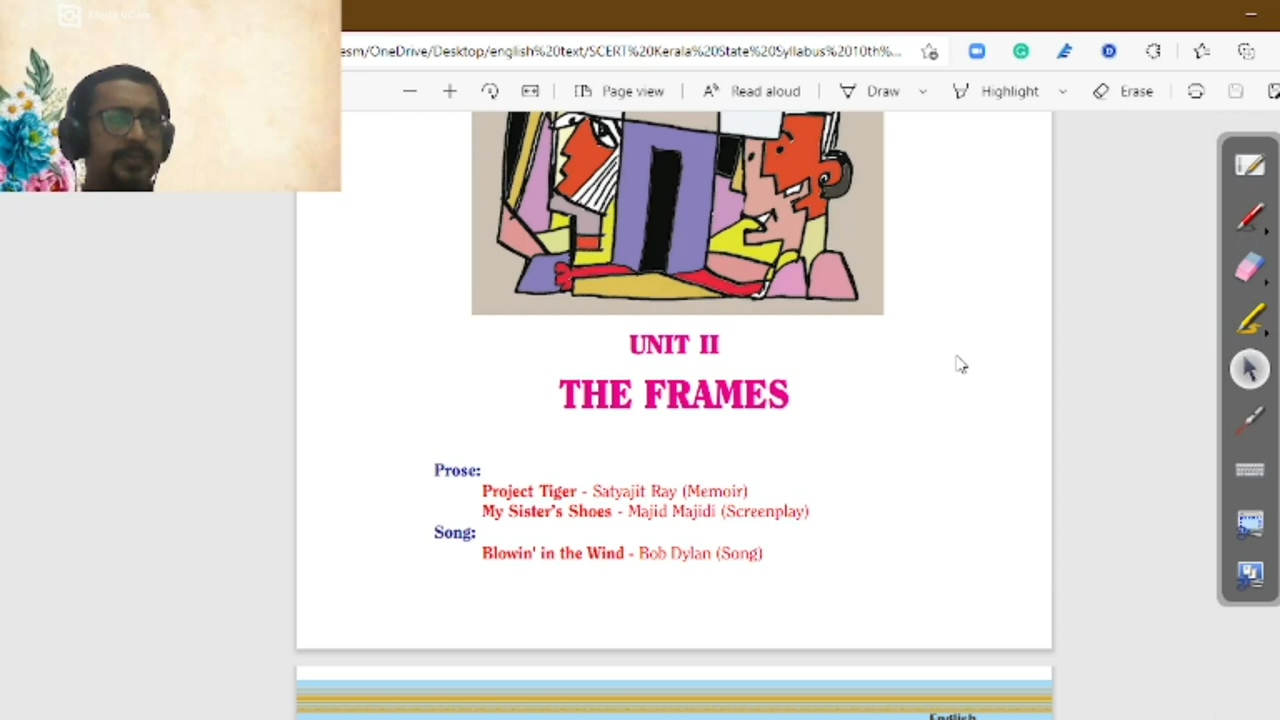 esm/OneDrive/Desktop/english%20text/SCERT%20Kerala%20State%20Syllabus%2010th%...
Page view
Read aloud
Draw
Highlight
Erase
UNIT II
THE FRAMES
Prose:
Project Tiger - Satyajit Ray (Memoir)
My Sister's Shoes - Majid Majidi (Screenplay)
Song:
Blowin' in the Wind - Bob Dylan (Song)
English